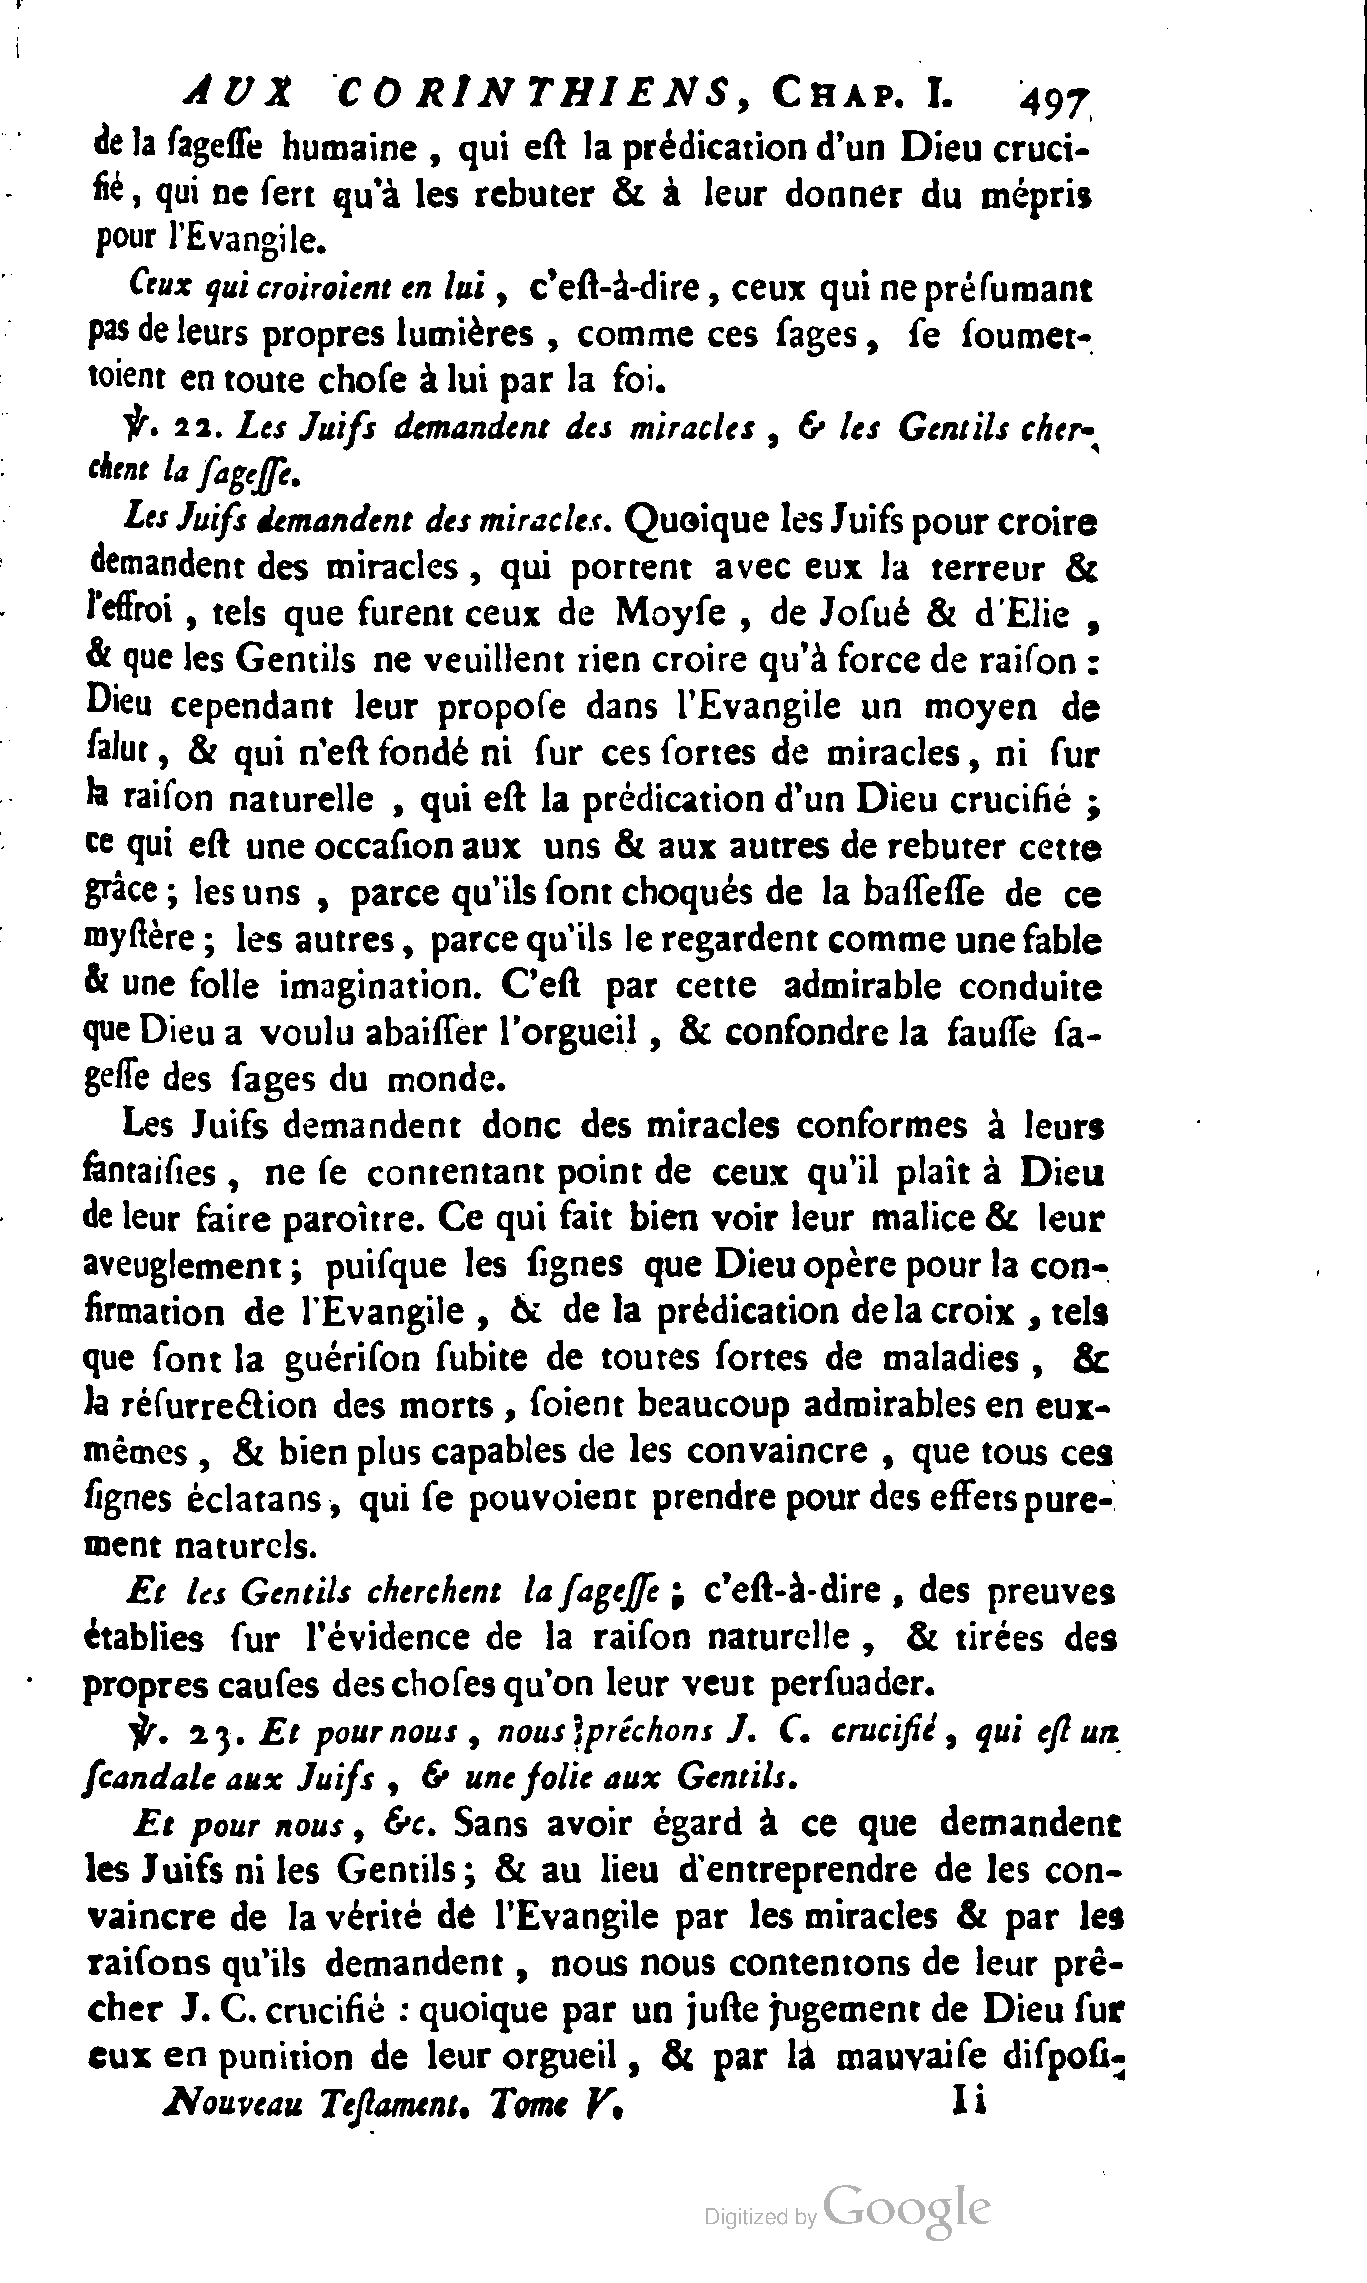 AUX CORINTHIENS, CHAP. I. 497
de la ſageſſe humaine, qui eſt la prédication d'un Dieu cruci-
fié, qui ne ſert qu'à les rebuter & à leur donner du mépris
pour l'Evangile.
Ceux qui croiroient en lui, c'eſt-à-dire, ceux qui ne préſumant
pas de leurs propres lumières, comme ces ſages, ſe ſoumet-
toient en toute choſe à lui par la foi.
℣. 22. Les Juifs demandent des miracles, & les Gentils cher-
chent la ſageſſe.
Les Juifs demandent des miracles. Quoique les Juifs pour croire
demandent des miracles, qui portent avec eux la terreur &
l'effroi, tels que furent ceux de Moyſe, de Joſué & d'Elie,
& que les Gentils ne veuillent rien croire qu'à force de raiſon :
Dieu cependant leur propoſe dans l'Evangile un moyen de
ſalut, & qui n'eſt fondé ni ſur ces ſortes de miracles, ni ſur
la raiſon naturelle, qui eſt la prédication d'un Dieu crucifié ;
ce qui eſt une occaſion aux uns & aux autres de rebuter cette
grâce ; les uns, parce qu'ils ſont choqués de la baſſeſſe de ce
myſtère ; les autres, parce qu'ils le regardent comme une fable
& une folle imagination. C'eſt par cette admirable conduite
que Dieu a voulu abaiſſer l'orgueil, & confondre la fauſſe ſa-
geſſe des ſages du monde.
Les Juifs demandent donc des miracles conformes à leurs
fantaiſies, ne ſe contentant point de ceux qu'il plaît à Dieu
de leur faire paroître. Ce qui fait bien voir leur malice & leur
aveuglement ; puiſque les ſignes que Dieu opère pour la con-
firmation de l'Evangile, & de la prédication de la croix, tels
que ſont la guériſon ſubite de toutes ſortes de maladies, &
la réſurrection des morts, ſoient beaucoup admirables en eux-
mêmes, & bien plus capables de les convaincre, que tous ces
ſignes éclatans, qui ſe pouvoient prendre pour des effets pure-
ment naturels.
Et les Gentils cherchent la ſageſſe ; c'eſt-à-dire, des preuves
établies ſur l'évidence de la raiſon naturelle, & tirées des
propres cauſes des choſes qu'on leur veut perſuader.
℣. 23. Et pour nous, nous prêchons J. C. crucifié, qui eſt un
ſcandale aux Juifs, & une folie aux Gentils.
Et pour nous, &c. Sans avoir égard à ce que demandent
les Juifs ni les Gentils ; & au lieu d'entreprendre de les con-
vaincre de la vérité de l'Evangile par les miracles & par les
raiſons qu'ils demandent, nous nous contentons de leur prê-
cher J. C. crucifié : quoique par un juſte jugement de Dieu ſur
eux en punition de leur orgueil, & par la mauvaiſe diſpoſi-
Nouveau Teſtament. Tome V. Ii
Digitized by Google